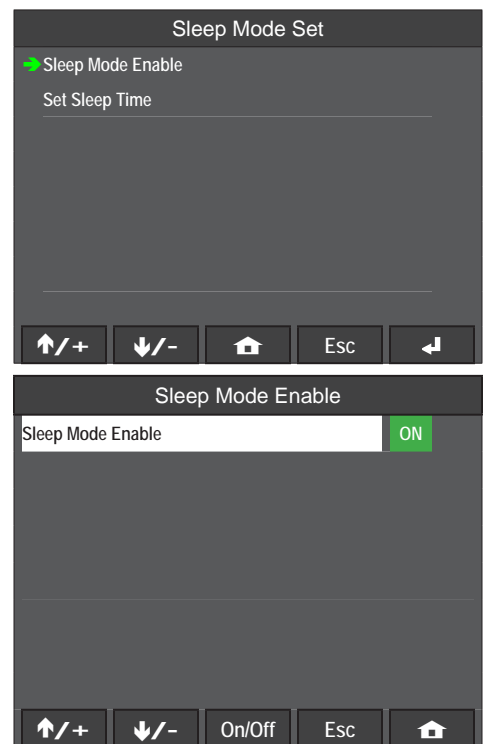 Sleep Mode Set
Sleep Mode Enable
Set Sleep Time
↑/+ ↓/- Esc
Sleep Mode Enable
Sleep Mode Enable ON
↑/+ ↓/- On/Off Esc